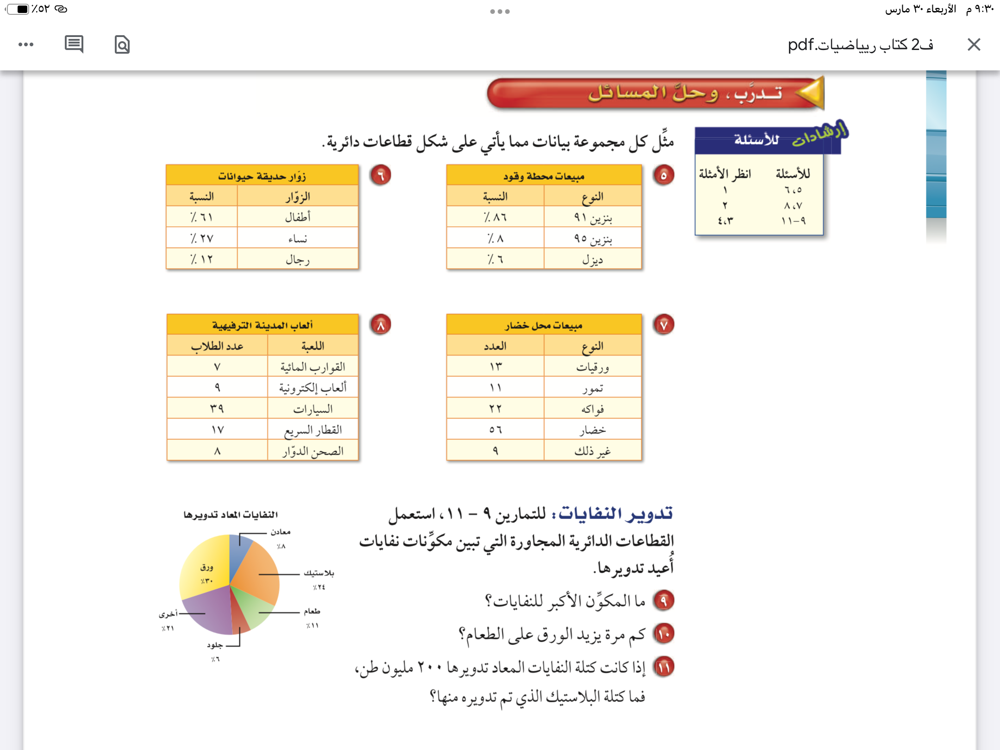 ٩:٣٠ م الأربعاء ٣٠ مارس
٪٥٢
ف2 كتاب ريياضيات.pdf
تـدرَّب، وحلَّ المسائل
إرشادات للأسئلة
للأسئلة انظر الأمثلة
٦،٥ ١
٨،٧ ٢
٩-١١ ٤،٣
مثِّل كل مجموعة بيانات مما يأتي على شكل قطاعات دائرية.
٥
مبيعات محطة وقود
النوع النسبة
بنزين ٩١ ٨٦٪
بنزين ٩٥ ٨٪
ديزل ٦٪
٦
زوّار حديقة حيوانات
الزوّار النسبة
أطفال ٦١٪
نساء ٢٧٪
رجال ١٢٪
٧
مبيعات محل خضار
النوع العدد
ورقيات ١٣
تمور ١١
فواكه ٢٢
خضار ٥٦
غير ذلك ٩
٨
ألعاب المدينة الترفيهية
اللعبة عدد الطلاب
القوارب المائية ٧
ألعاب إلكترونية ٩
السيارات ٣٩
القطار السريع ١٧
الصحن الدوّار ٨
تدوير النفايات: للتمارين ٩ – ١١، استعمل
القطاعات الدائرية المجاورة التي تبين مكوِّنات نفايات
أُعيد تدويرها.
٩ ما المكوِّن الأكبر للنفايات؟
١٠ كم مرة يزيد الورق على الطعام؟
١١ إذا كانت كتلة النفايات المعاد تدويرها ٢٠٠ مليون طن،
فما كتلة البلاستيك الذي تم تدويره منها؟
النفايات المعاد تدويرها
معادن
٨٪
بلاستيك
٢٤٪
طعام
١١٪
جلود
٦٪
أخرى
٢١٪
ورق
٣٠٪